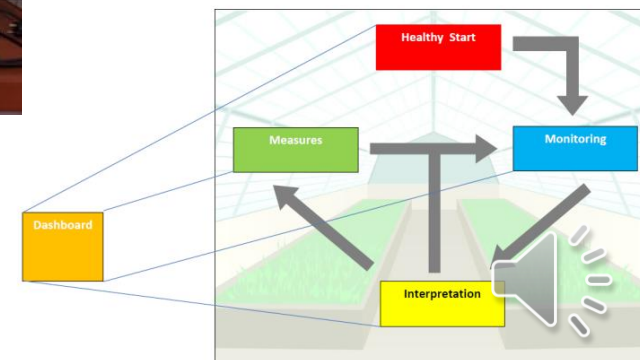 Healthy Start
Measures
Monitoring
Dashboard
Interpretation